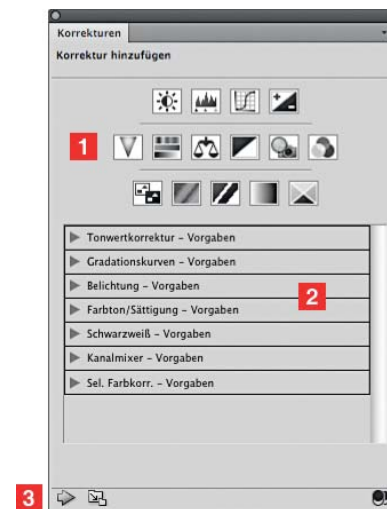 Korrekturen
Korrektur hinzufügen
1
Tonwertkorrektur – Vorgaben
Gradationskurven – Vorgaben
Belichtung – Vorgaben
2
Farbton/Sättigung – Vorgaben
Schwarzweiß – Vorgaben
Kanalmixer – Vorgaben
Sel. Farbkorr. – Vorgaben
3